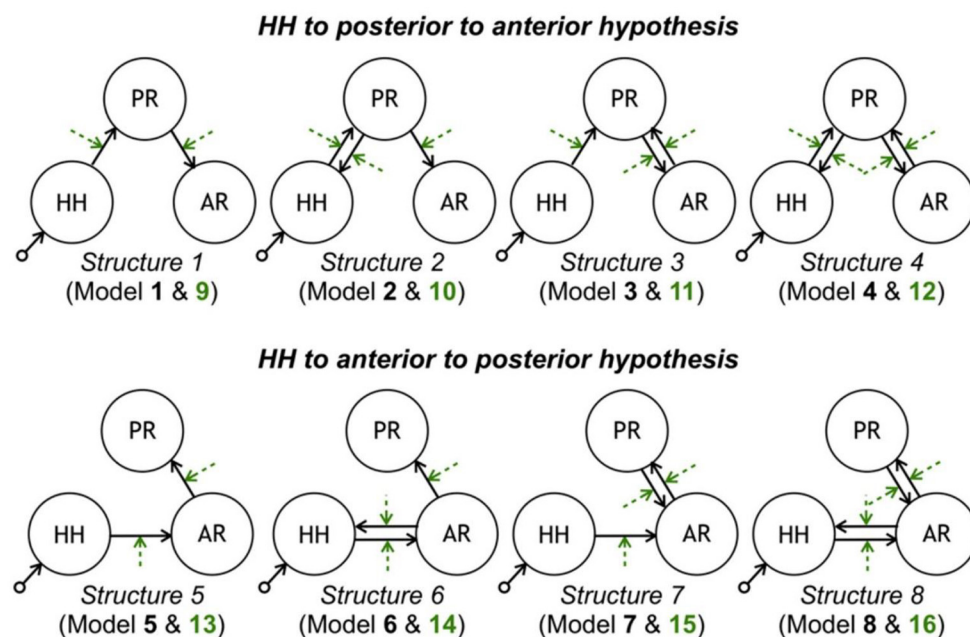 HH to posterior to anterior hypothesis
PR PR PR PR
HH AR HH AR HH AR HH AR
Structure 1 Structure 2 Structure 3 Structure 4
(Model 1 & 9) (Model 2 & 10) (Model 3 & 11) (Model 4 & 12)
HH to anterior to posterior hypothesis
PR PR PR PR
HH AR HH AR HH AR HH AR
Structure 5 Structure 6 Structure 7 Structure 8
(Model 5 & 13) (Model 6 & 14) (Model 7 & 15) (Model 8 & 16)